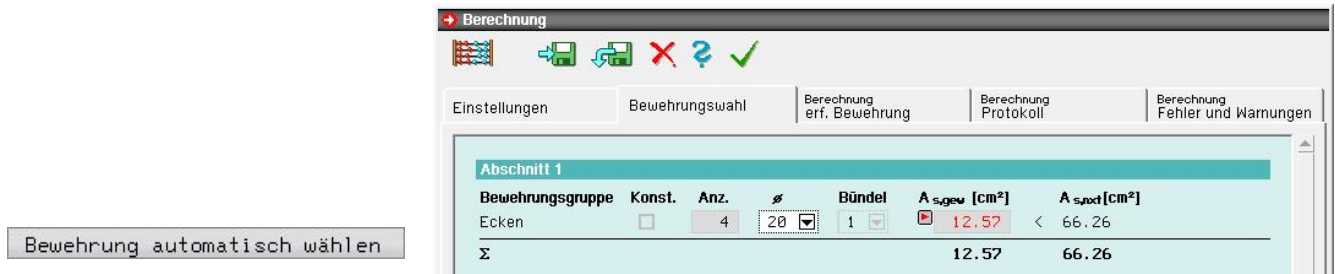 Bewehrung automatisch wählen
Berechnung
Einstellungen
Bewehrungswahl
Berechnung
erf. Bewehrung
Berechnung
Protokoll
Berechnung
Fehler und Warnungen
Abschnitt 1
Bewehrungsgruppe Konst. Anz. ø Bündel A s,gew [cm²] A s,nxt [cm²]
Ecken 4 20 1 12.57 < 66.26
Σ 12.57 66.26